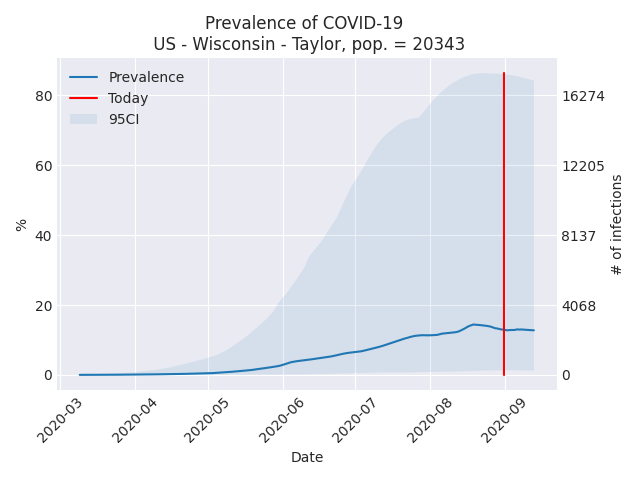 Prevalence of COVID-19
US - Wisconsin - Taylor, pop. = 20343
Prevalence
Today
95CI
80
60
40
20
0
%
16274
12205
8137
4068
0
# of infections
2020-03
2020-04
2020-05
2020-06
2020-07
2020-08
2020-09
Date